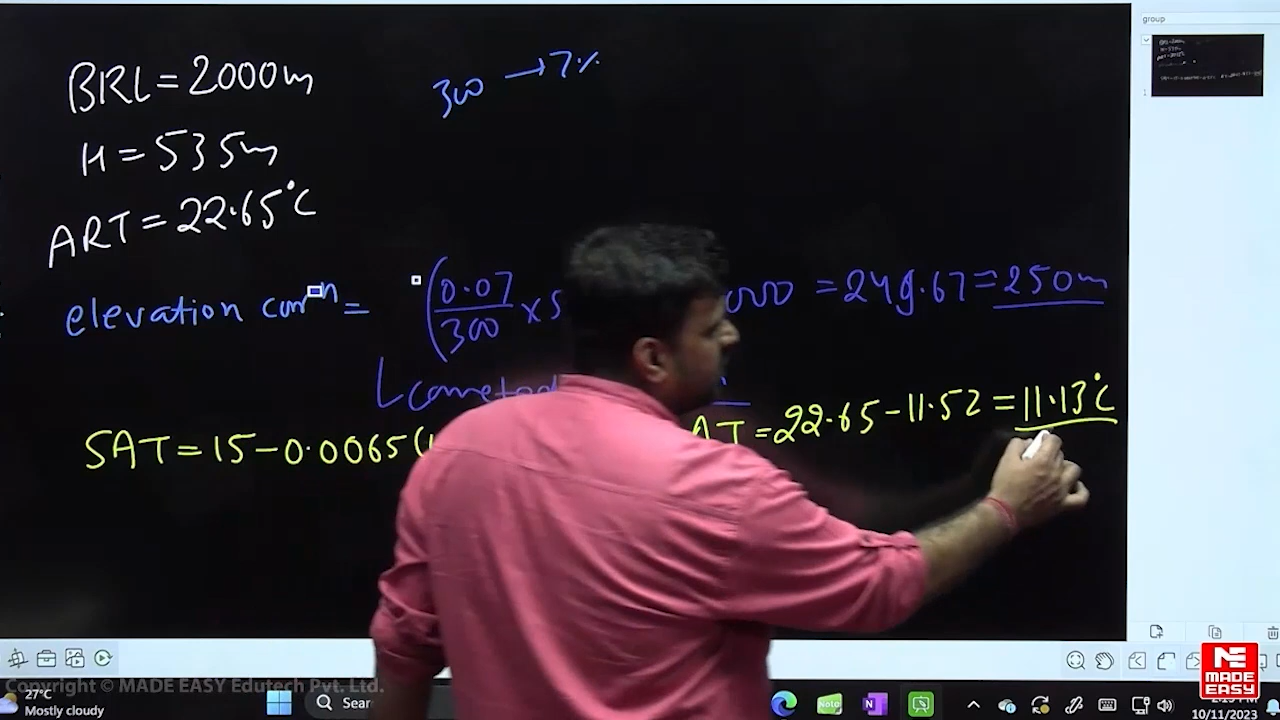 group
BRL=2000m
300 → 7%
H=535m
ART=22.65°C
elevation corrⁿ = (0.07/300 × 5 000 = 249.67=250m
L corrected
SAT=15-0.0065( AT=22.65-11.52=11.13°C
Copyright © MADE EASY Edutech Pvt. Ltd.
MADE EASY
27°C
Mostly cloudy
Sear
10/11/2023